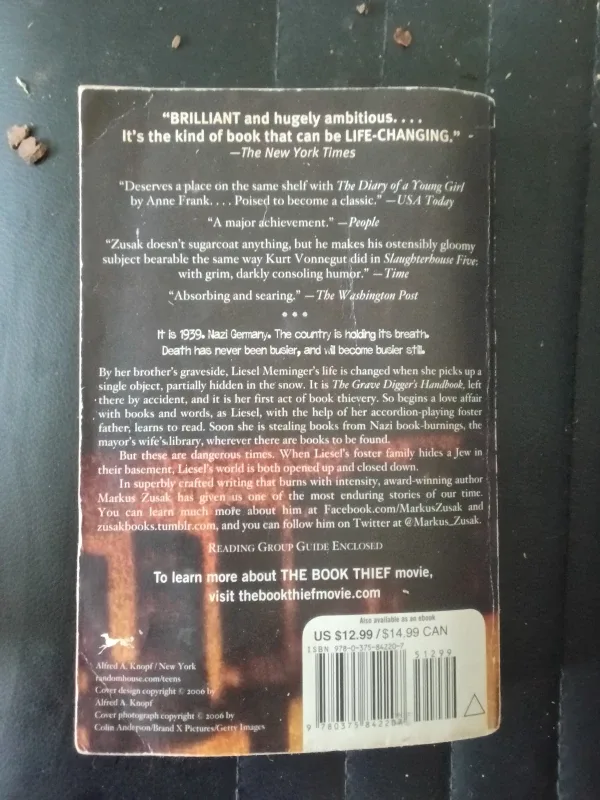 “BRILLIANT and hugely ambitious. . . .
It's the kind of book that can be LIFE-CHANGING.”
—The New York Times
“Deserves a place on the same shelf with The Diary of a Young Girl
by Anne Frank. . . . Poised to become a classic.” —USA Today
“A major achievement.” —People
“Zusak doesn't sugarcoat anything, but he makes his ostensibly gloomy
subject bearable the same way Kurt Vonnegut did in Slaughterhouse Five:
with grim, darkly consoling humor.” —Time
“Absorbing and searing.” —The Washington Post
It is 1939. Nazi Germany. The country is holding its breath.
Death has never been busier, and will become busier still.
By her brother's graveside, Liesel Meminger's life is changed when she picks up a
single object, partially hidden in the snow. It is The Grave Digger's Handbook, left
there by accident, and it is her first act of book thievery. So begins a love affair
with books and words, as Liesel, with the help of her accordion-playing foster
father, learns to read. Soon she is stealing books from Nazi book-burnings, the
mayor's wife's library, wherever there are books to be found.
But these are dangerous times. When Liesel's foster family hides a Jew in
their basement, Liesel's world is both opened up and closed down.
In superbly crafted writing that burns with intensity, award-winning author
Markus Zusak has given us one of the most enduring stories of our time.
You can learn much more about him at Facebook.com/MarkusZusak and
zusakbooks.tumblr.com, and you can follow him on Twitter at @Markus_Zusak.
READING GROUP GUIDE ENCLOSED
To learn more about THE BOOK THIEF movie,
visit thebookthiefmovie.com
Also available as an ebook
US $12.99 / $14.99 CAN
ISBN 978-0-375-84220-7
51299
9 780375 84220
Alfred A. Knopf / New York
randomhouse.com/teens
Cover design copyright © 2006 by
Alfred A. Knopf
Cover photograph copyright © 2006 by
Colin Anderson/Brand X Pictures/Getty Images